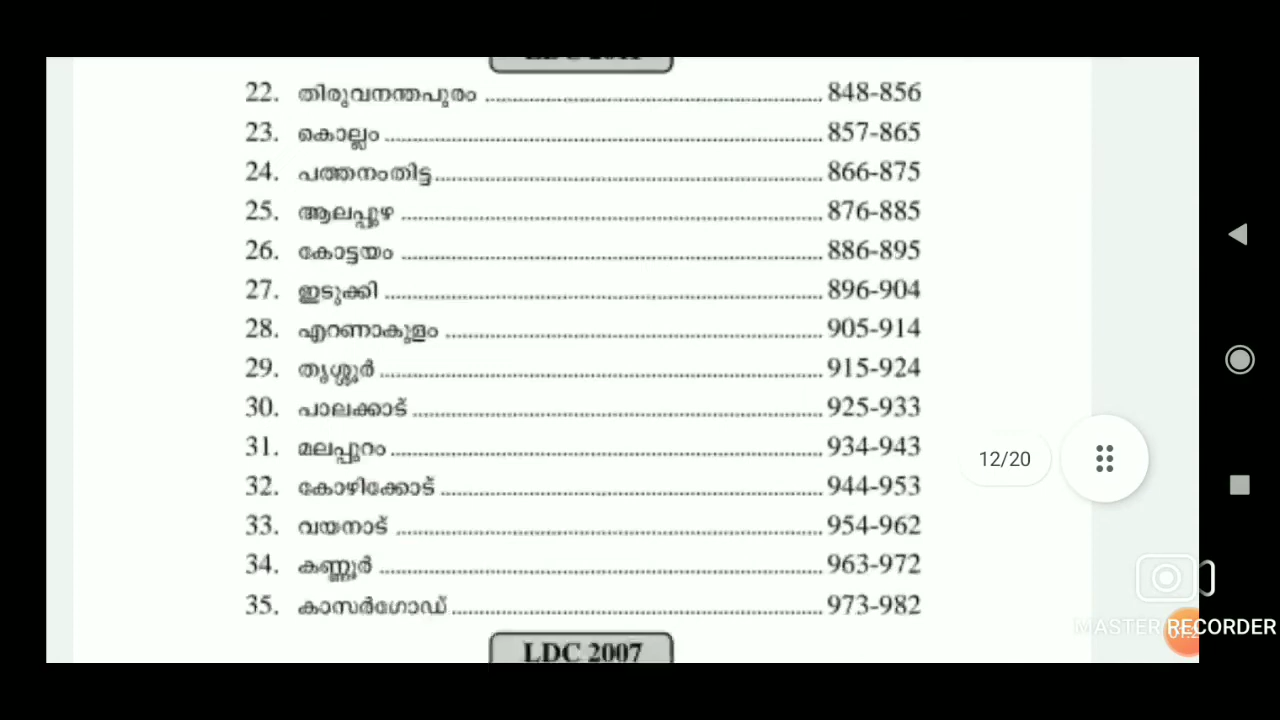 LDC 2011
22. തിരുവനന്തപുരം ........ 848-856
23. കൊല്ലം ........ 857-865
24. പത്തനംതിട്ട ........ 866-875
25. ആലപ്പുഴ ........ 876-885
26. കോട്ടയം ........ 886-895
27. ഇടുക്കി ........ 896-904
28. എറണാകുളം ........ 905-914
29. തൃശ്ശൂർ ........ 915-924
30. പാലക്കാട് ........ 925-933
31. മലപ്പുറം ........ 934-943
32. കോഴിക്കോട് ........ 944-953
12/20
33. വയനാട് ........ 954-962
34. കണ്ണൂർ ........ 963-972
35. കാസർഗോഡ് ........ 973-982
MASTER RECORDER
LDC 2007